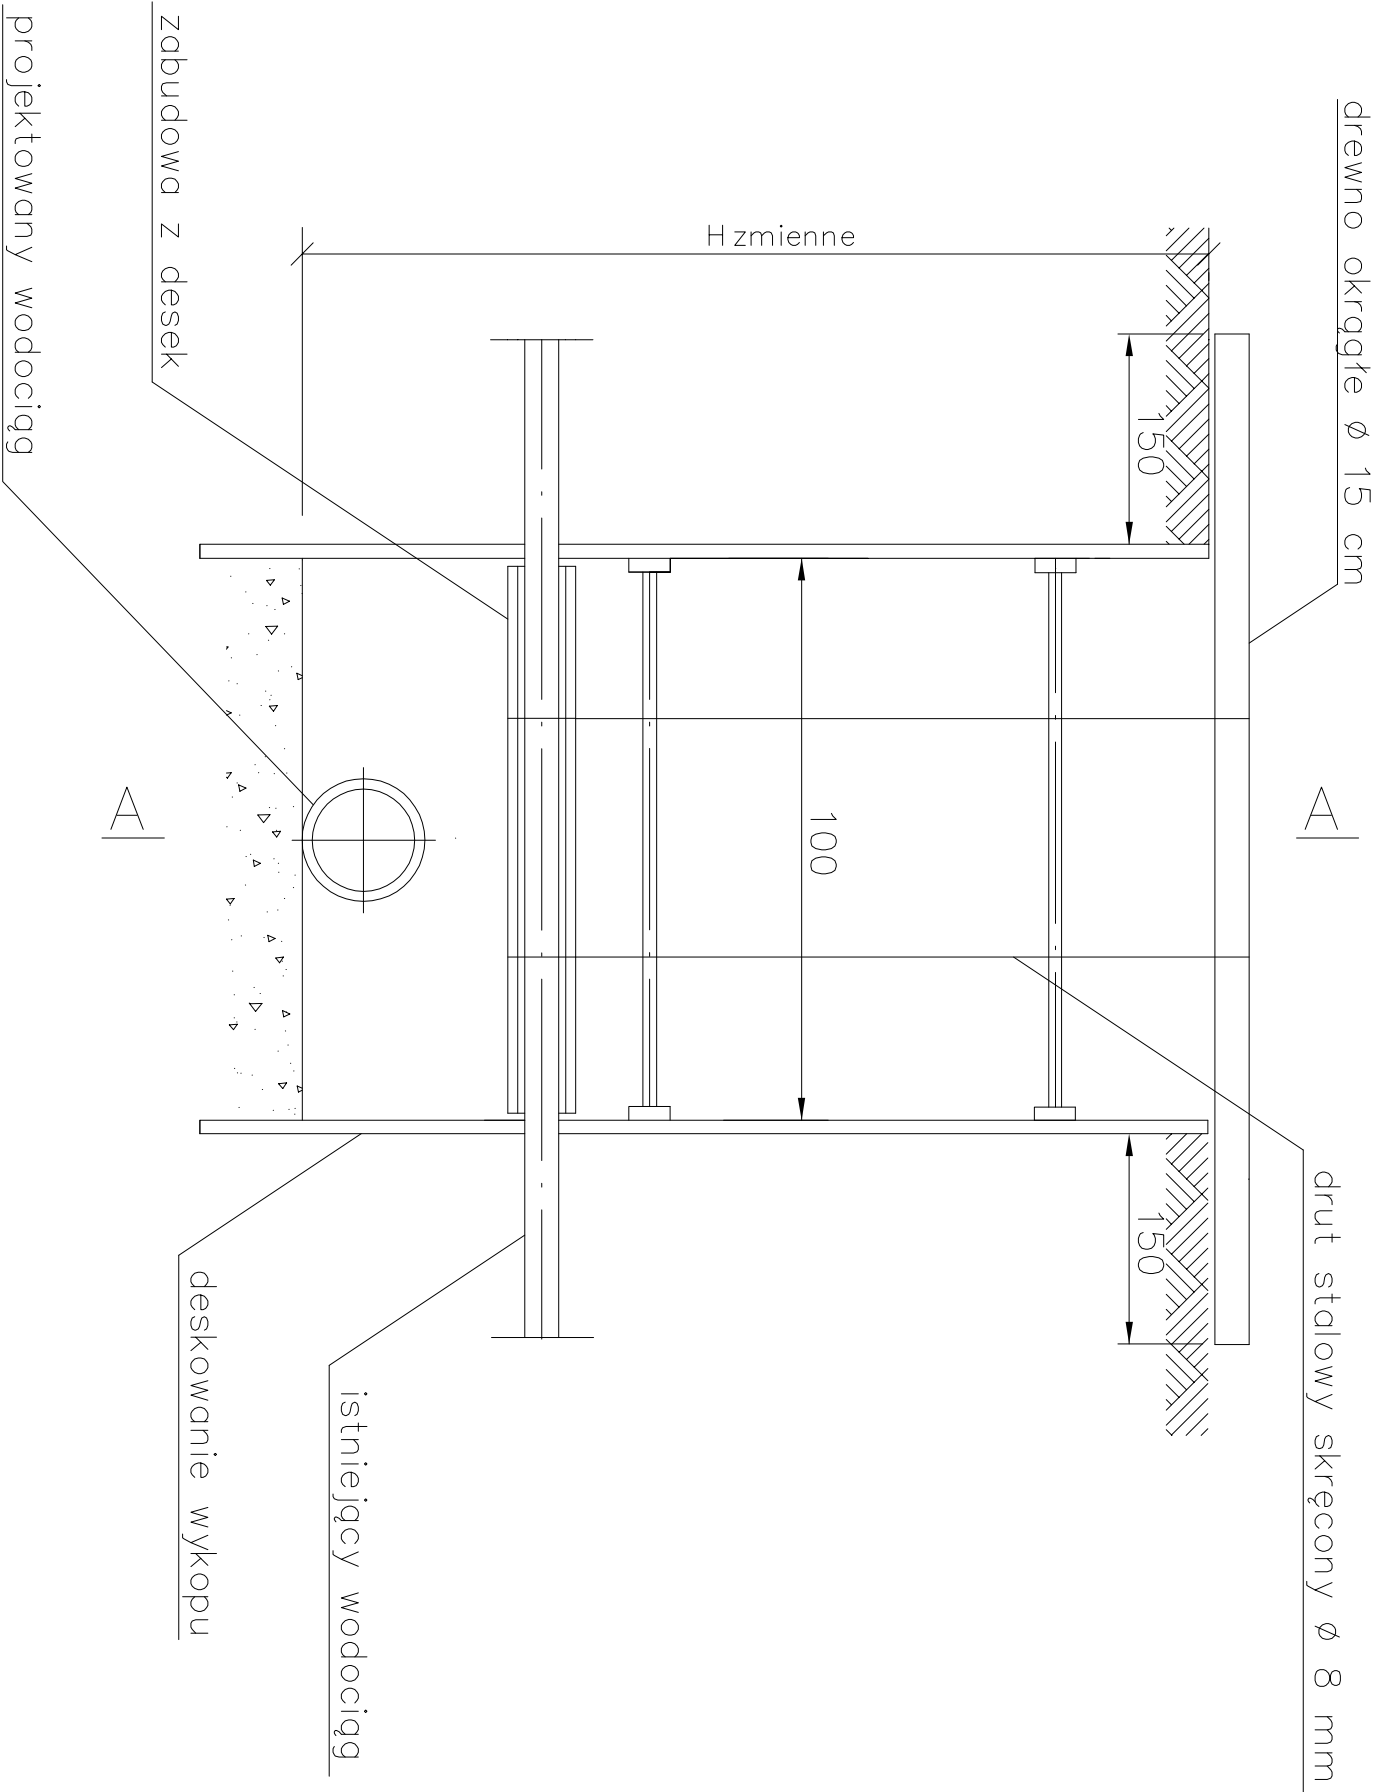 drewno okrągłe ø 15 cm
drut stalowy skręcony ø 8 mm
A
A
H zmienne
150
100
150
istniejący wodociąg
deskowanie wykopu
zabudowa z desek
projektowany wodociąg